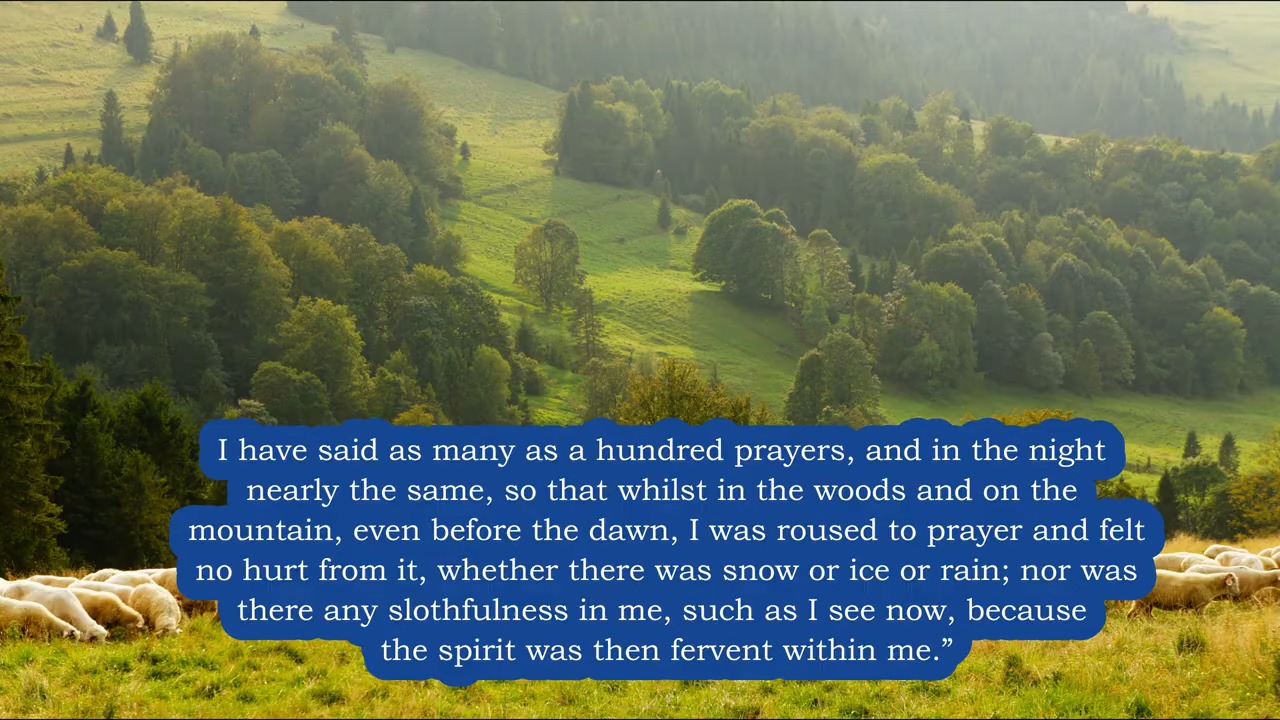 I have said as many as a hundred prayers, and in the night
nearly the same, so that whilst in the woods and on the
mountain, even before the dawn, I was roused to prayer and felt
no hurt from it, whether there was snow or ice or rain; nor was
there any slothfulness in me, such as I see now, because
the spirit was then fervent within me.”